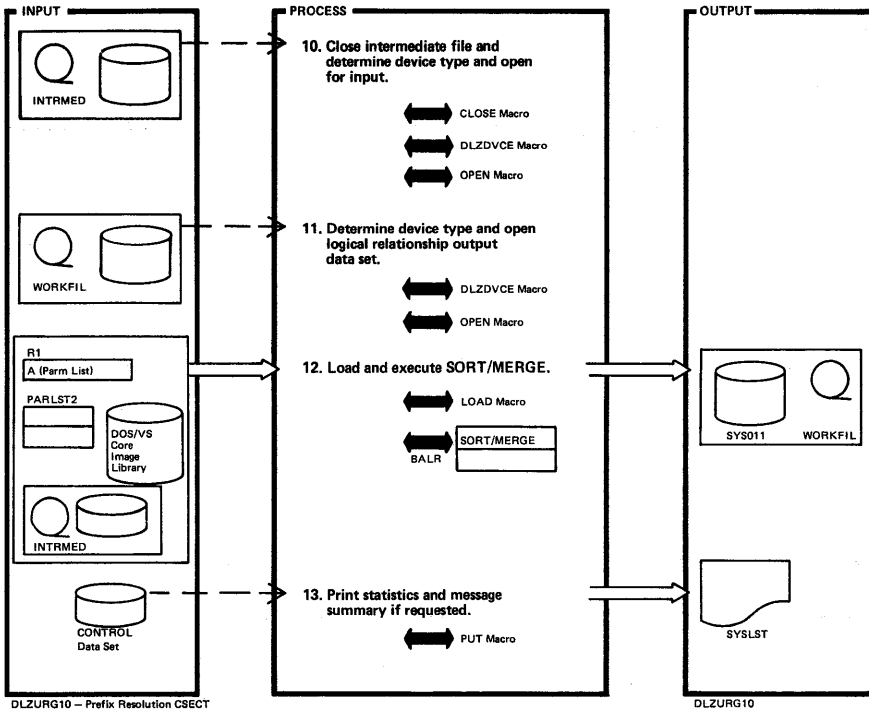 INPUT
PROCESS
OUTPUT
INTRMED
10. Close intermediate file and
determine device type and open
for input.
CLOSE Macro
DLZDVCE Macro
OPEN Macro
WORKFIL
11. Determine device type and open
logical relationship output
data set.
DLZDVCE Macro
OPEN Macro
R1
A (Parm List)
PARLST2
DOS/VS
Core
Image
Library
INTRMED
12. Load and execute SORT/MERGE.
LOAD Macro
SORT/MERGE
BALR
SYS011
WORKFIL
CONTROL
Data Set
13. Print statistics and message
summary if requested.
PUT Macro
SYSLST
DLZURG10 – Prefix Resolution CSECT
DLZURG10